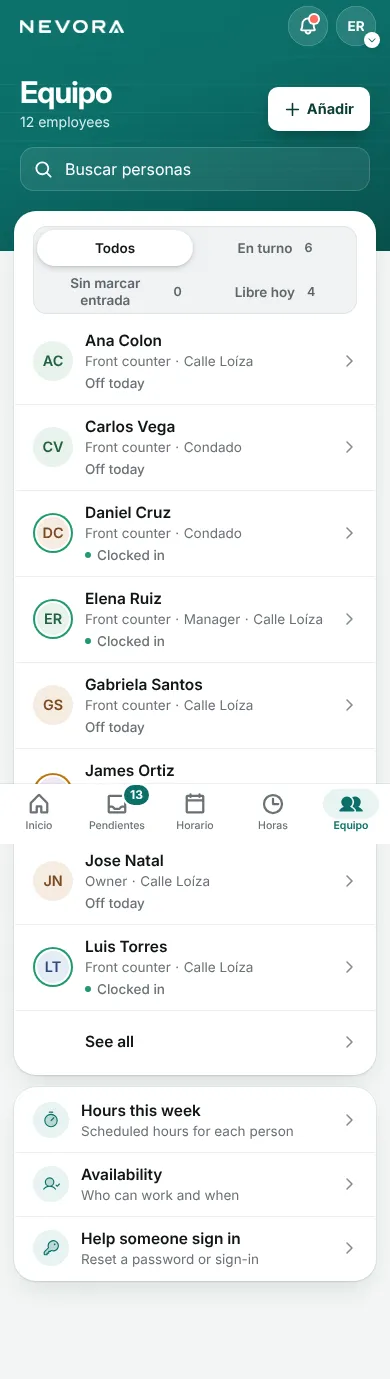 NEVORA
ER
Equipo
12 employees
Añadir
Buscar personas
Todos
En turno 6
Sin marcar
entrada
0
Libre hoy 4
AC
Ana Colon
Front counter · Calle Loíza
Off today
CV
Carlos Vega
Front counter · Condado
Off today
DC
Daniel Cruz
Front counter · Condado
Clocked in
ER
Elena Ruiz
Front counter · Manager · Calle Loíza
Clocked in
GS
Gabriela Santos
Front counter · Calle Loíza
Off today
James Ortiz
13
Inicio
Pendientes
Horario
Horas
Equipo
JN
Jose Natal
Owner · Calle Loíza
Off today
LT
Luis Torres
Front counter · Calle Loíza
Clocked in
See all
Hours this week
Scheduled hours for each person
Availability
Who can work and when
Help someone sign in
Reset a password or sign-in